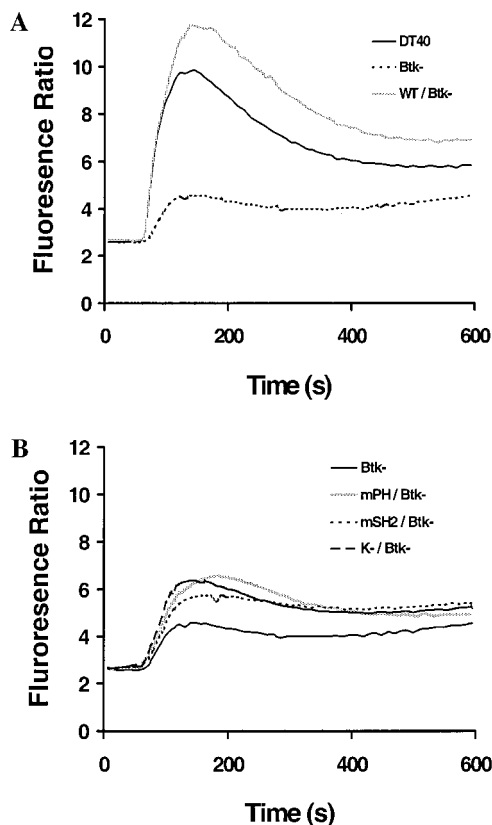 A
Fluoresence Ratio
12
10
8
6
4
2
0
DT40
Btk-
WT / Btk-
0 200 400 600
Time (s)
B
Fluroresence Ratio
12
10
8
6
4
2
0
Btk-
mPH / Btk-
mSH2 / Btk-
K- / Btk-
0 200 400 600
Time (s)